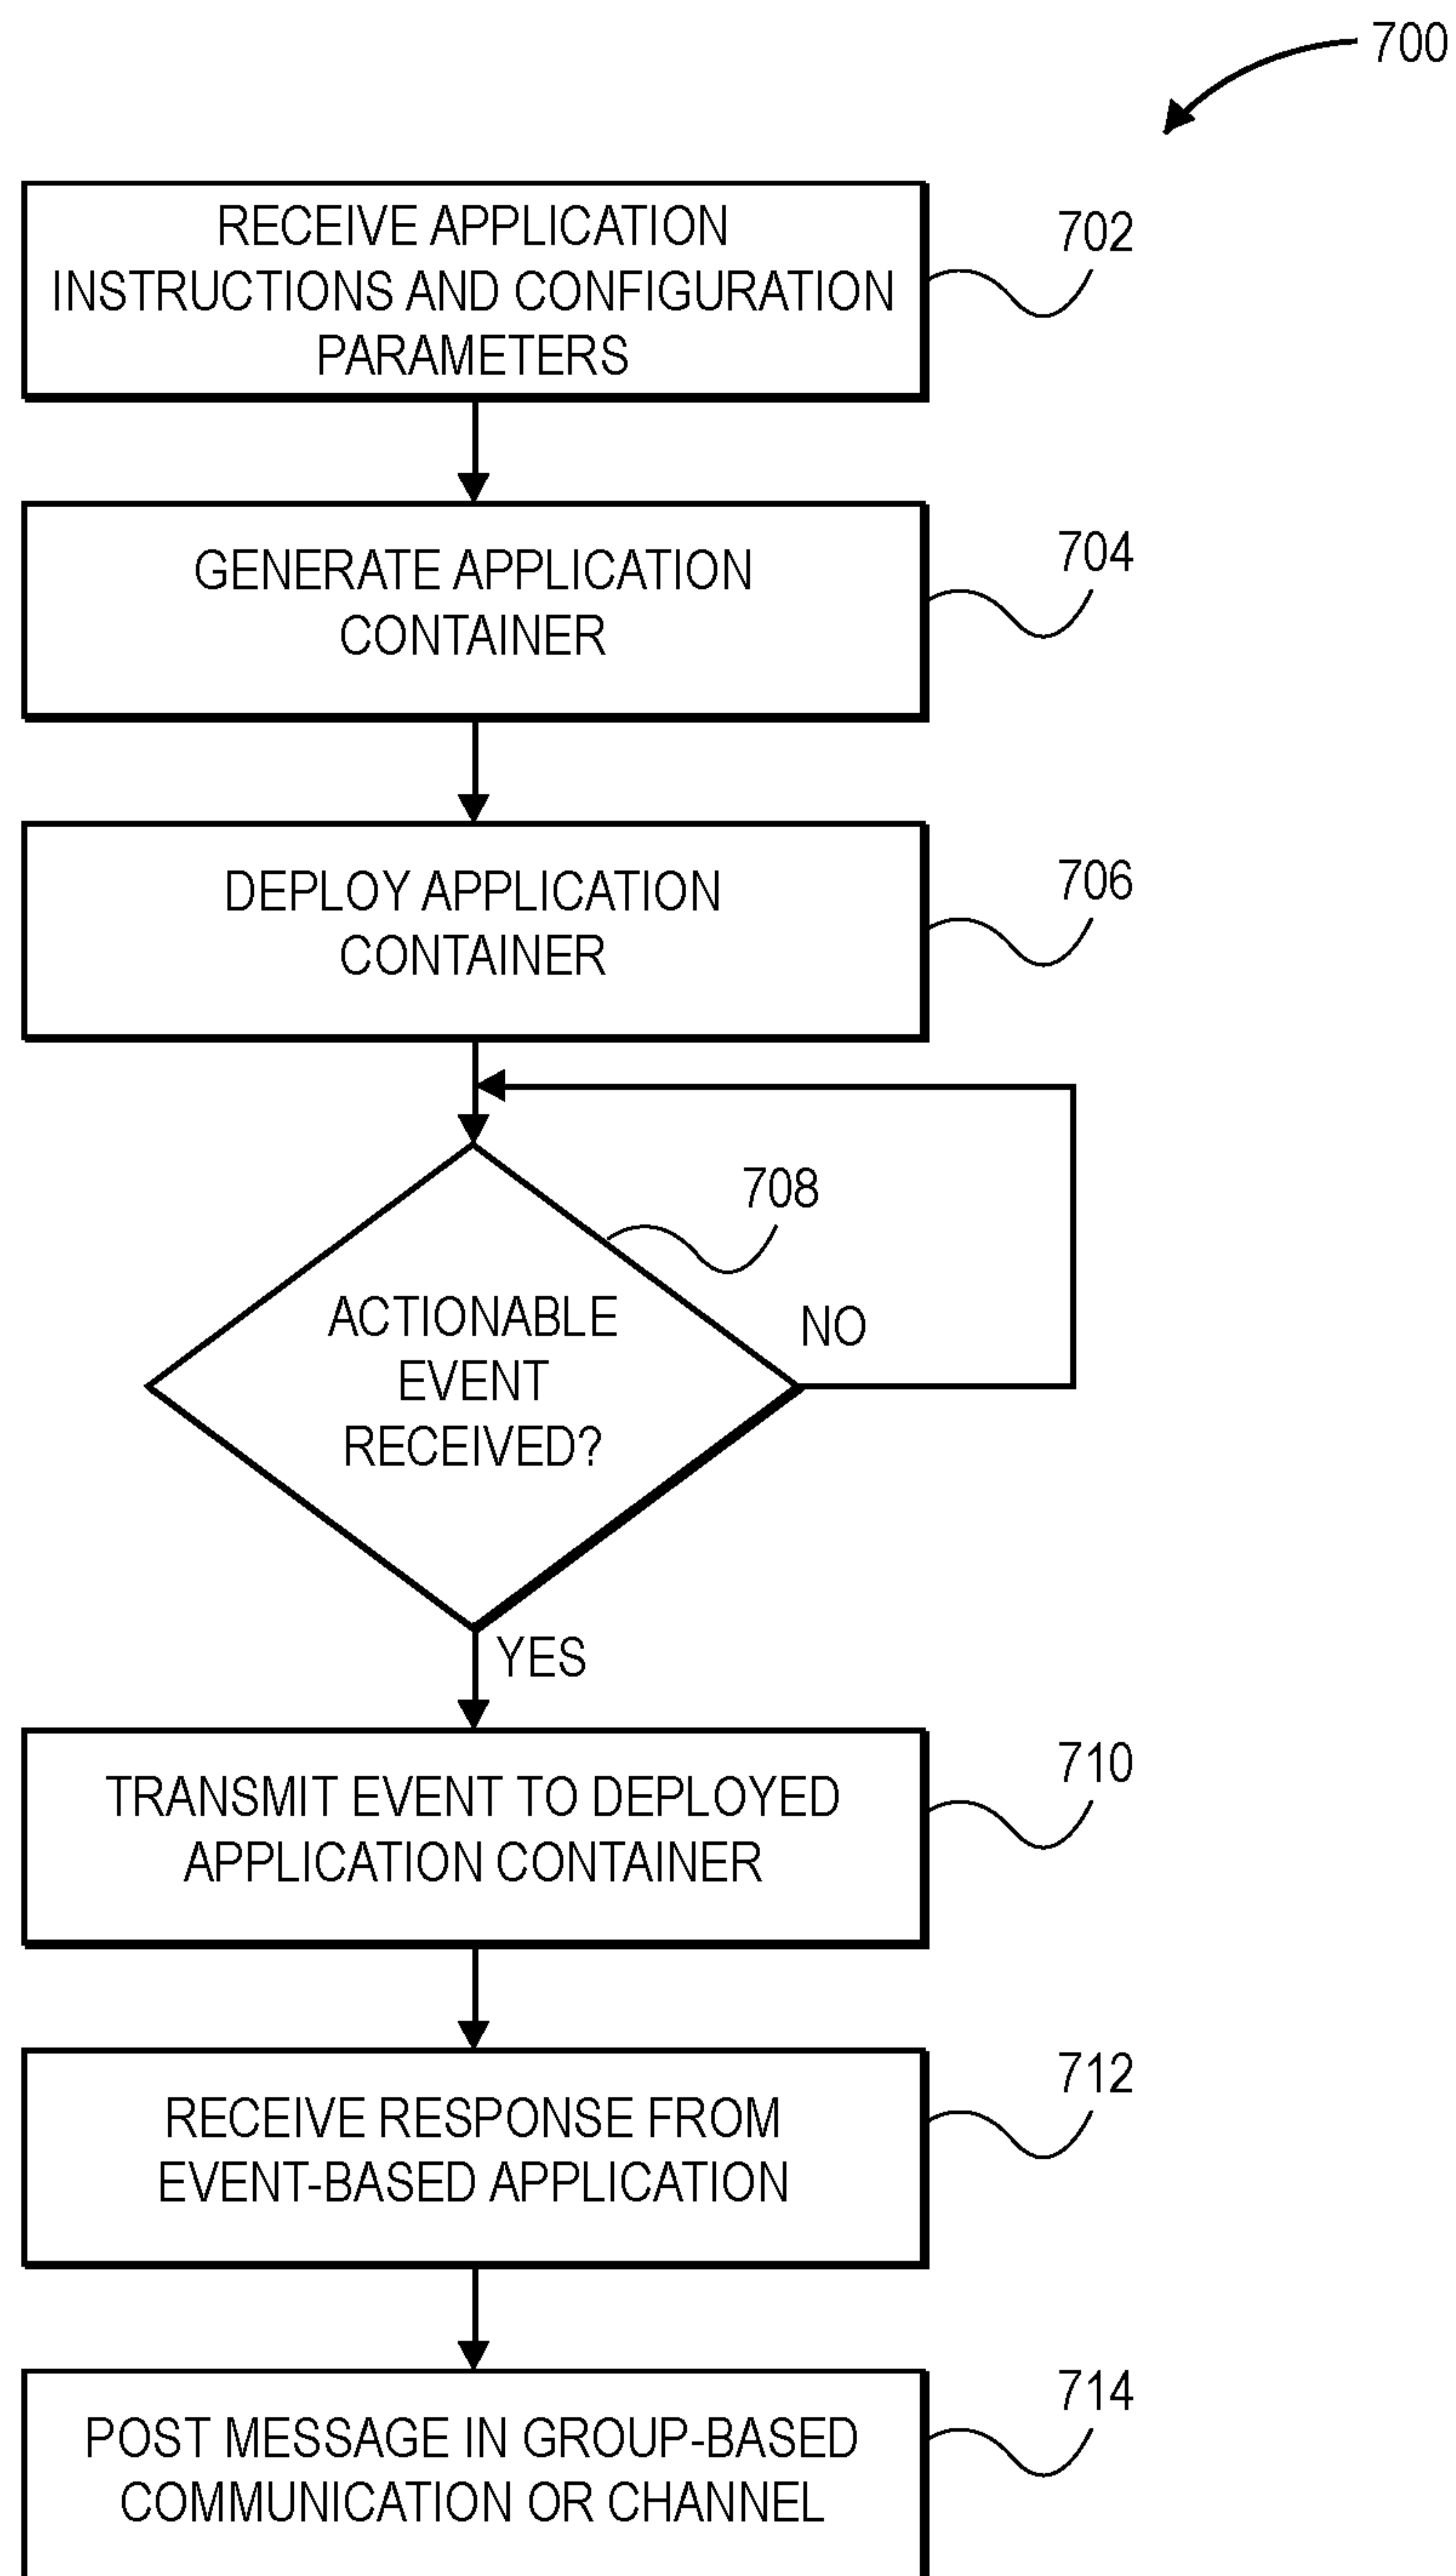 700
RECEIVE APPLICATION
INSTRUCTIONS AND CONFIGURATION
PARAMETERS
702
GENERATE APPLICATION
CONTAINER
704
DEPLOY APPLICATION
CONTAINER
706
708
ACTIONABLE
EVENT
RECEIVED?
NO
YES
TRANSMIT EVENT TO DEPLOYED
APPLICATION CONTAINER
710
RECEIVE RESPONSE FROM
EVENT-BASED APPLICATION
712
POST MESSAGE IN GROUP-BASED
COMMUNICATION OR CHANNEL
714